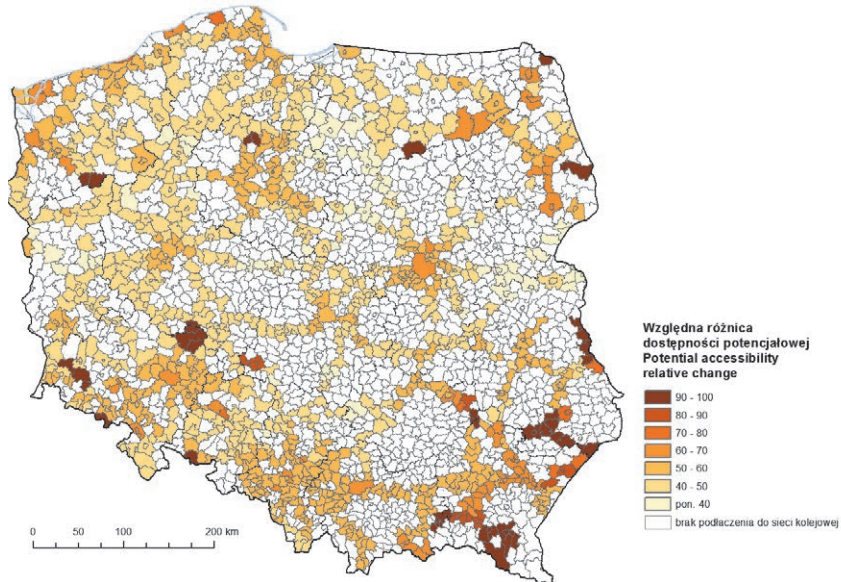 Względna różnica
dostępności potencjałowej
Potential accessibility
relative change
90 - 100
80 - 90
70 - 80
60 - 70
50 - 60
40 - 50
pon. 40
brak podłączenia do sieci kolejowej
0 50 100 200 km